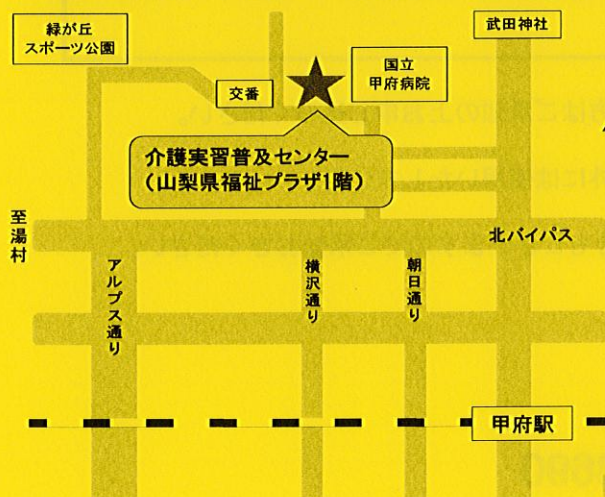 緑が丘
スポーツ公園
武田神社
国立
甲府病院
交番
介護実習普及センター
（山梨県福祉プラザ1階）
至湯村
北バイパス
アルプス通り
横沢通り
朝日通り
甲府駅